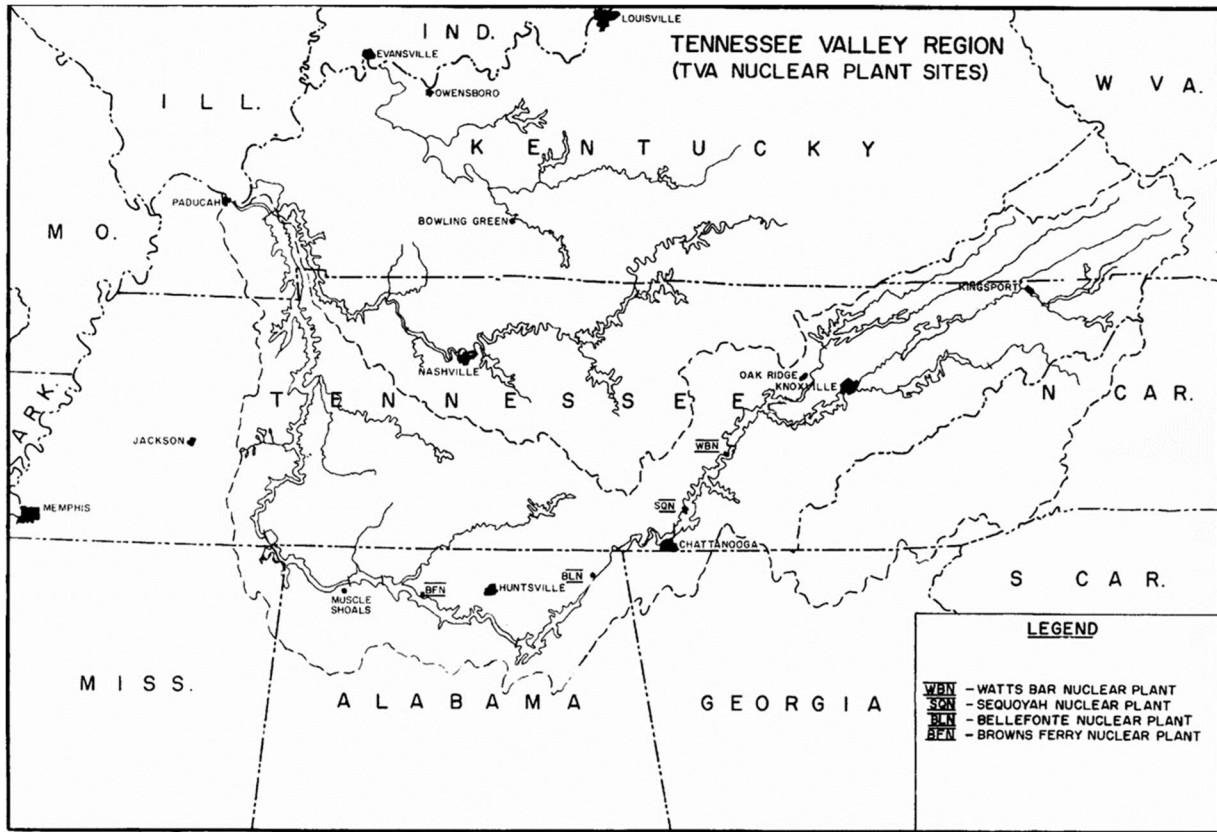 LOUISVILLE
IND.
EVANSVILLE
TENNESSEE VALLEY REGION
(TVA NUCLEAR PLANT SITES)
W VA.
OWENSBORO
ILL.
KENTUCKY
PADUCAH
BOWLING GREEN
MO.
KINGSPORT
NASHVILLE
OAK RIDGE
KNOXVILLE
TENNESSEE
N CAR.
ARK.
JACKSON
WBN
MEMPHIS
SQN
CHATTANOOGA
BLN
S CAR.
BFN
HUNTSVILLE
MUSCLE
SHOALS
MISS.
ALABAMA
GEORGIA
LEGEND
WBN - WATTS BAR NUCLEAR PLANT
SQN - SEQUOYAH NUCLEAR PLANT
BLN - BELLEFONTE NUCLEAR PLANT
BFN - BROWNS FERRY NUCLEAR PLANT